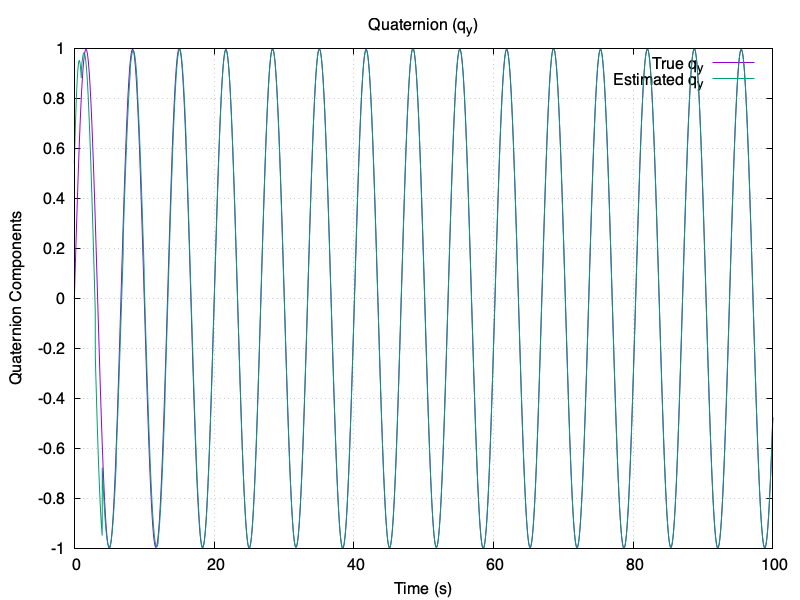 Quaternion (qy)
True qy
Estimated qy
1
0.8
0.6
0.4
0.2
0
-0.2
-0.4
-0.6
-0.8
-1
Quaternion Components
0 20 40 60 80 100
Time (s)